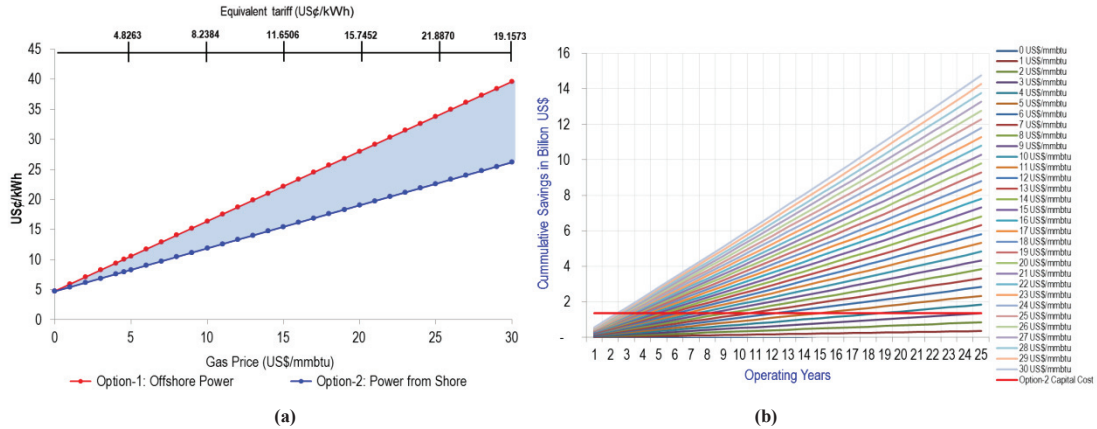 Equivalent tariff (US¢/kWh)
4.8263 8.2384 11.6506 15.7452 21.8870 19.1573
45
40
35
30
25
20
15
10
5
0
US¢/kWh
0 5 10 15 20 25 30
Gas Price (US$/mmbtu)
Option-1: Offshore Power Option-2: Power from Shore
(a)
16
14
12
10
8
6
4
2
-
Cummulative Savings in Billion US$
1 2 3 4 5 6 7 8 9 10 11 12 13 14 15 16 17 18 19 20 21 22 23 24 25
Operating Years
0 US$/mmbtu
1 US$/mmbtu
2 US$/mmbtu
3 US$/mmbtu
4 US$/mmbtu
5 US$/mmbtu
6 US$/mmbtu
7 US$/mmbtu
8 US$/mmbtu
9 US$/mmbtu
10 US$/mmbtu
11 US$/mmbtu
12 US$/mmbtu
13 US$/mmbtu
14 US$/mmbtu
15 US$/mmbtu
16 US$/mmbtu
17 US$/mmbtu
18 US$/mmbtu
19 US$/mmbtu
20 US$/mmbtu
21 US$/mmbtu
22 US$/mmbtu
23 US$/mmbtu
24 US$/mmbtu
25 US$/mmbtu
26 US$/mmbtu
27 US$/mmbtu
28 US$/mmbtu
29 US$/mmbtu
30 US$/mmbtu
Option-2 Capital Cost
(b)